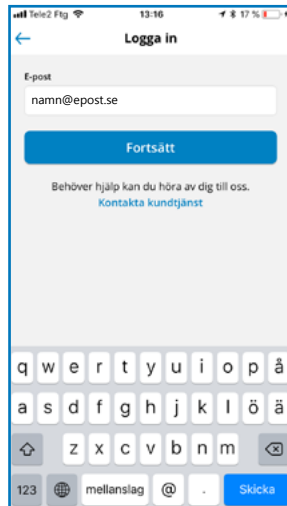 Tele2 Ftg 13:16 17 %
Logga in
E-post
namn@epost.se
Fortsätt
Behöver hjälp kan du höra av dig till oss.
Kontakta kundtjänst
q w e r t y u i o p å
a s d f g h j k l ö ä
z x c v b n m
123 mellanslag @ . Skicka